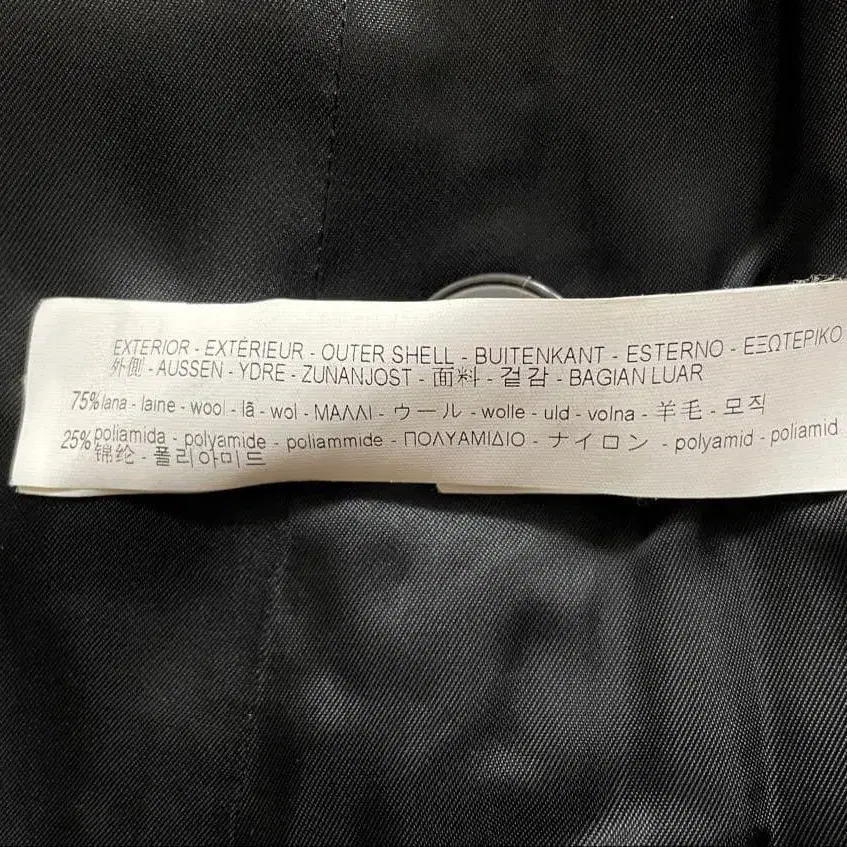 EXTERIOR - EXTÉRIEUR - OUTER SHELL - BUITENKANT - ESTERNO - ΕΞΩΤΕΡΙΚΟ
外側 - AUSSEN - YDRE - ZUNANJOST - 面料 - 겉감 - BAGIAN LUAR
75% lana - laine - wool - lã - wol - ΜΑΛΛΙ - ウール - wolle - uld - volna - 羊毛 - 모직
25% poliamida - polyamide - poliammide - ΠΟΛΥΑΜΙΔΙΟ - ナイロン - polyamid - poliamid
锦纶 - 폴리아미드